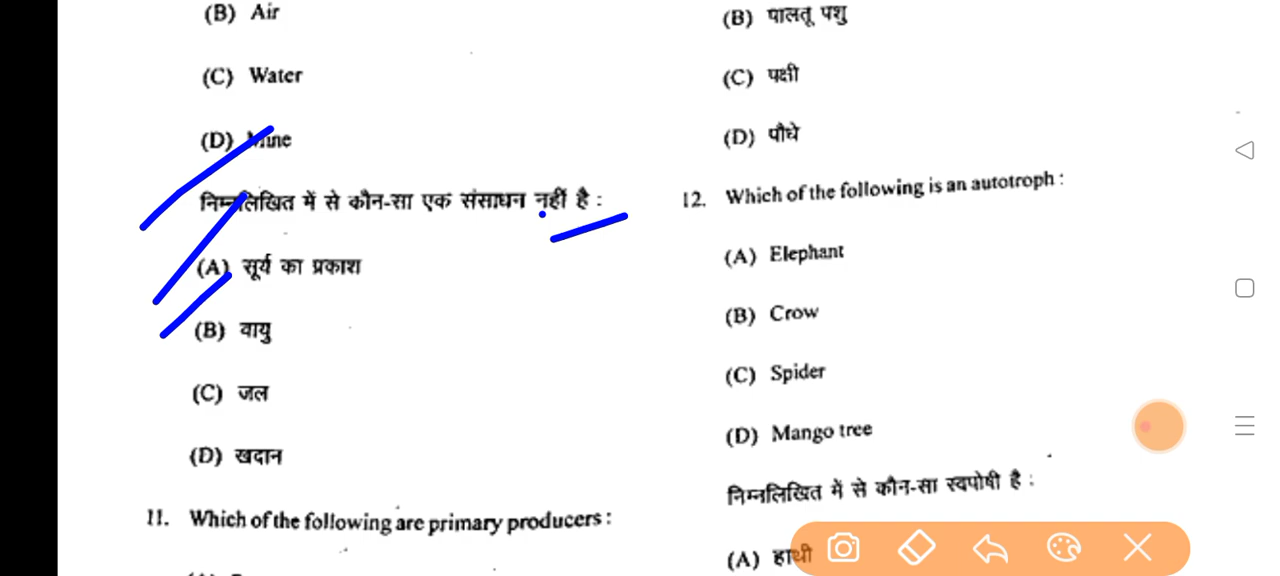 (B) Air
(C) Water
(D) Mine
निम्नलिखित में से कौन-सा एक संसाधन नहीं है :
(A) सूर्य का प्रकाश
(B) वायु
(C) जल
(D) खदान
11. Which of the following are primary producers :
(B) पालतू पशु
(C) पक्षी
(D) पौधे
12. Which of the following is an autotroph :
(A) Elephant
(B) Crow
(C) Spider
(D) Mango tree
निम्नलिखित में से कौन-सा स्वपोषी है :
(A) हाथी